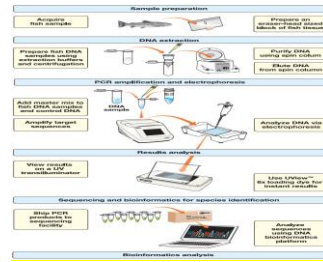 Sample preparation
Acquire
fish sample
Prepare an
eraser-head sized
block of fish tissue
DNA extraction
Prepare fish DNA
samples using
extraction buffers
and centrifugation
Purify DNA
using spin column
Elute DNA
from spin column
PCR amplification and electrophoresis
Add master mix to
fish DNA samples
and control DNA
DNA
sample
Amplify target
sequences
Analyze DNA via
electrophoresis
Results analysis
View results
on a UV
transilluminator
Use UView™
6x loading dye for
instant results
Sequencing and bioinformatics for species identification
Ship PCR
products to
sequencing
facility
Analyze
sequences
using DNA
bioinformatics
platform
Bioinformatics analysis